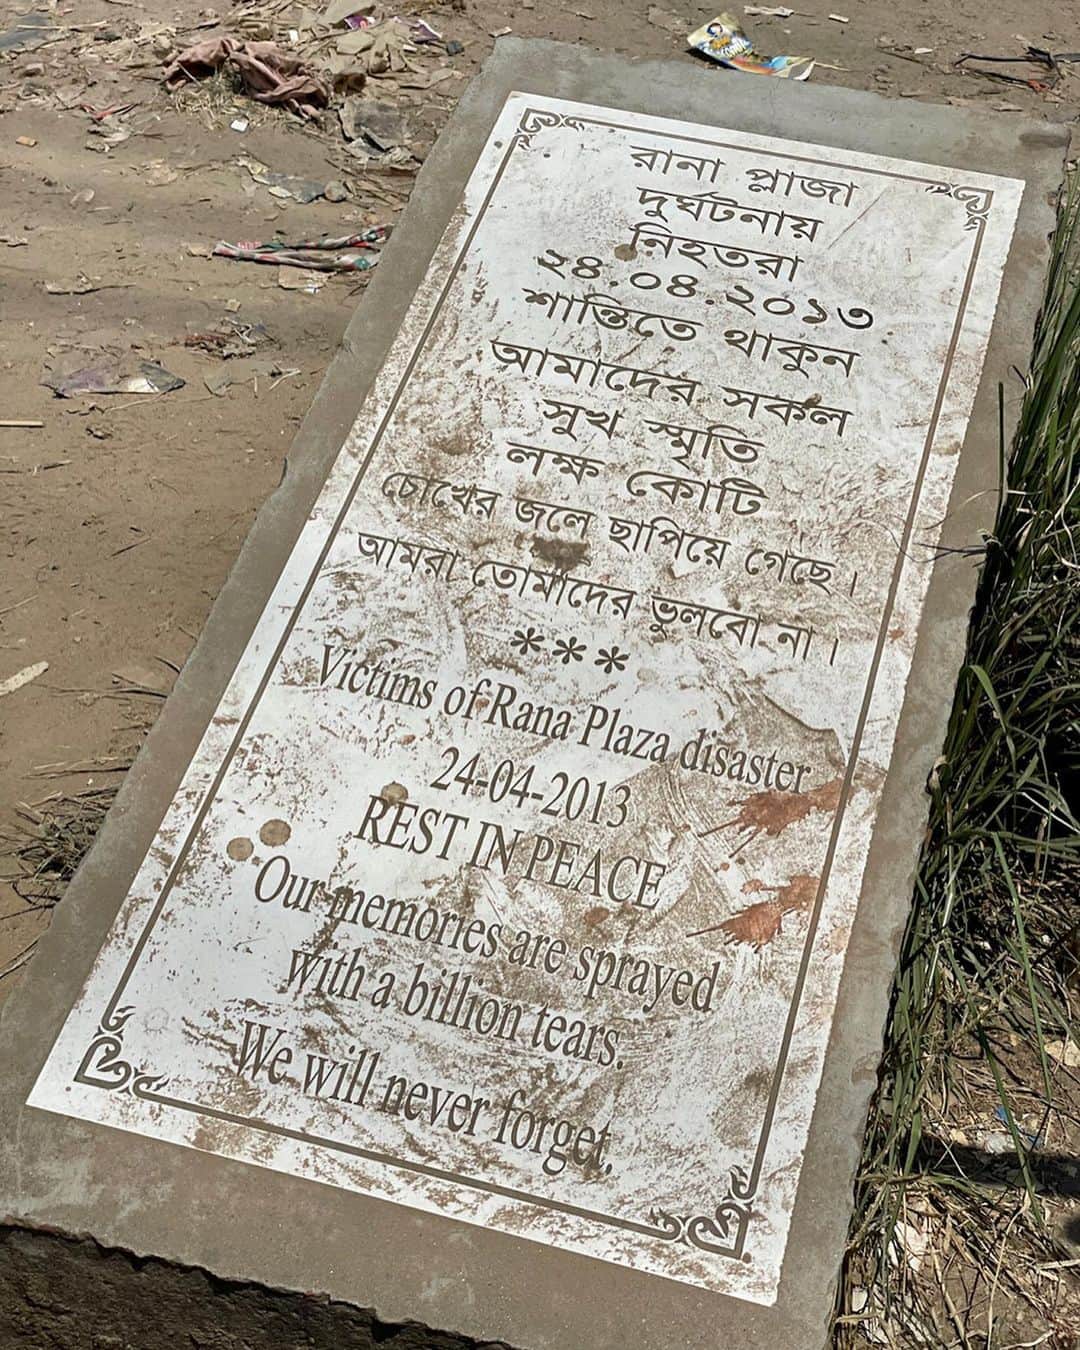 রানা প্লাজা
দুর্ঘটনায়
নিহতরা
২৪.০৪.২০১৩
শান্তিতে থাকুন
আমাদের সকল
সুখ স্মৃতি
লক্ষ কোটি
চোখের জলে ছাপিয়ে গেছে।
আমরা তোমাদের ভুলবো না।
***
Victims of Rana Plaza disaster
24-04-2013
REST IN PEACE
Our memories are sprayed
with a billion tears.
We will never forget.